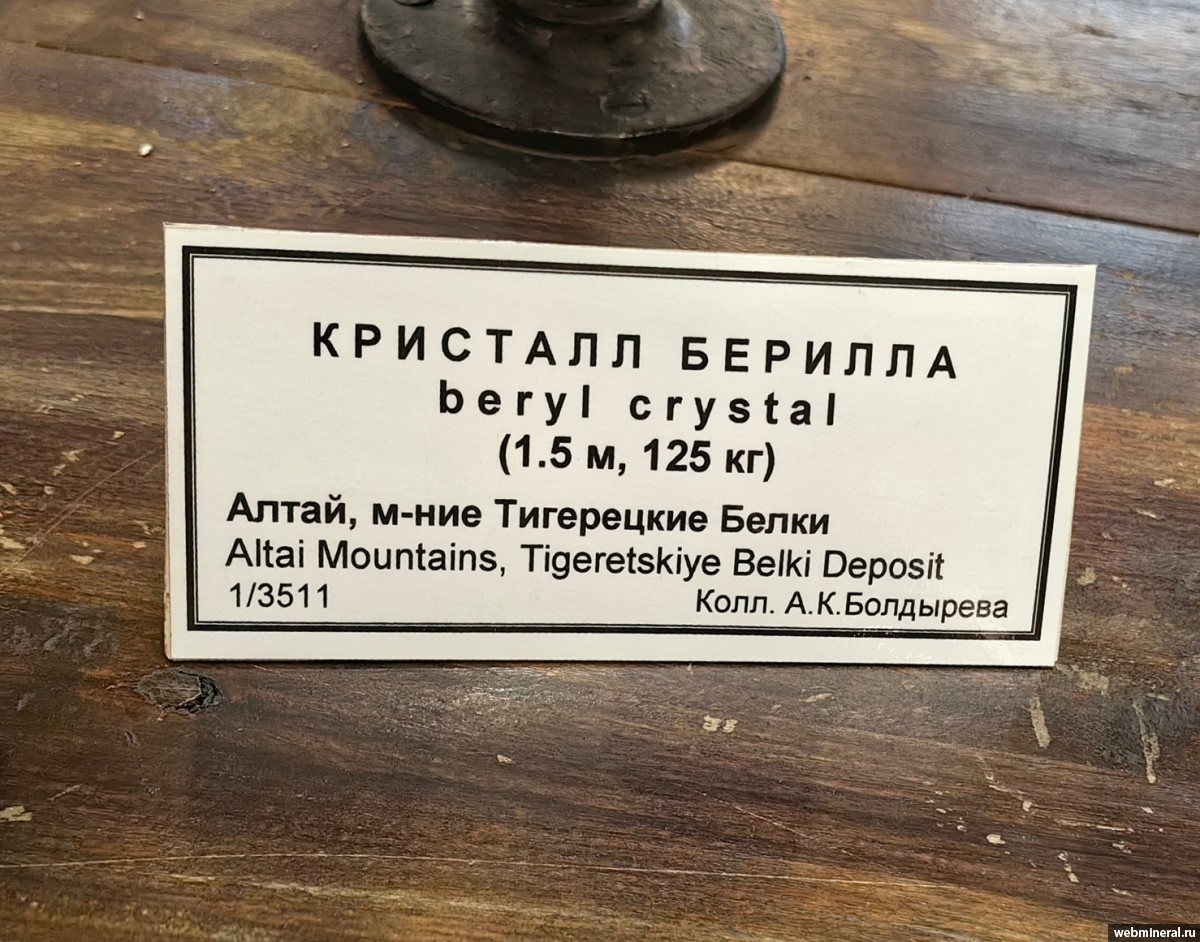 КРИСТАЛЛ БЕРИЛЛА
beryl crystal
(1.5 м, 125 кг)
Алтай, м-ние Тигерецкие Белки
Altai Mountains, Tigeretskiye Belki Deposit
1/3511 Колл. А.К.Болдырева
webmineral.ru